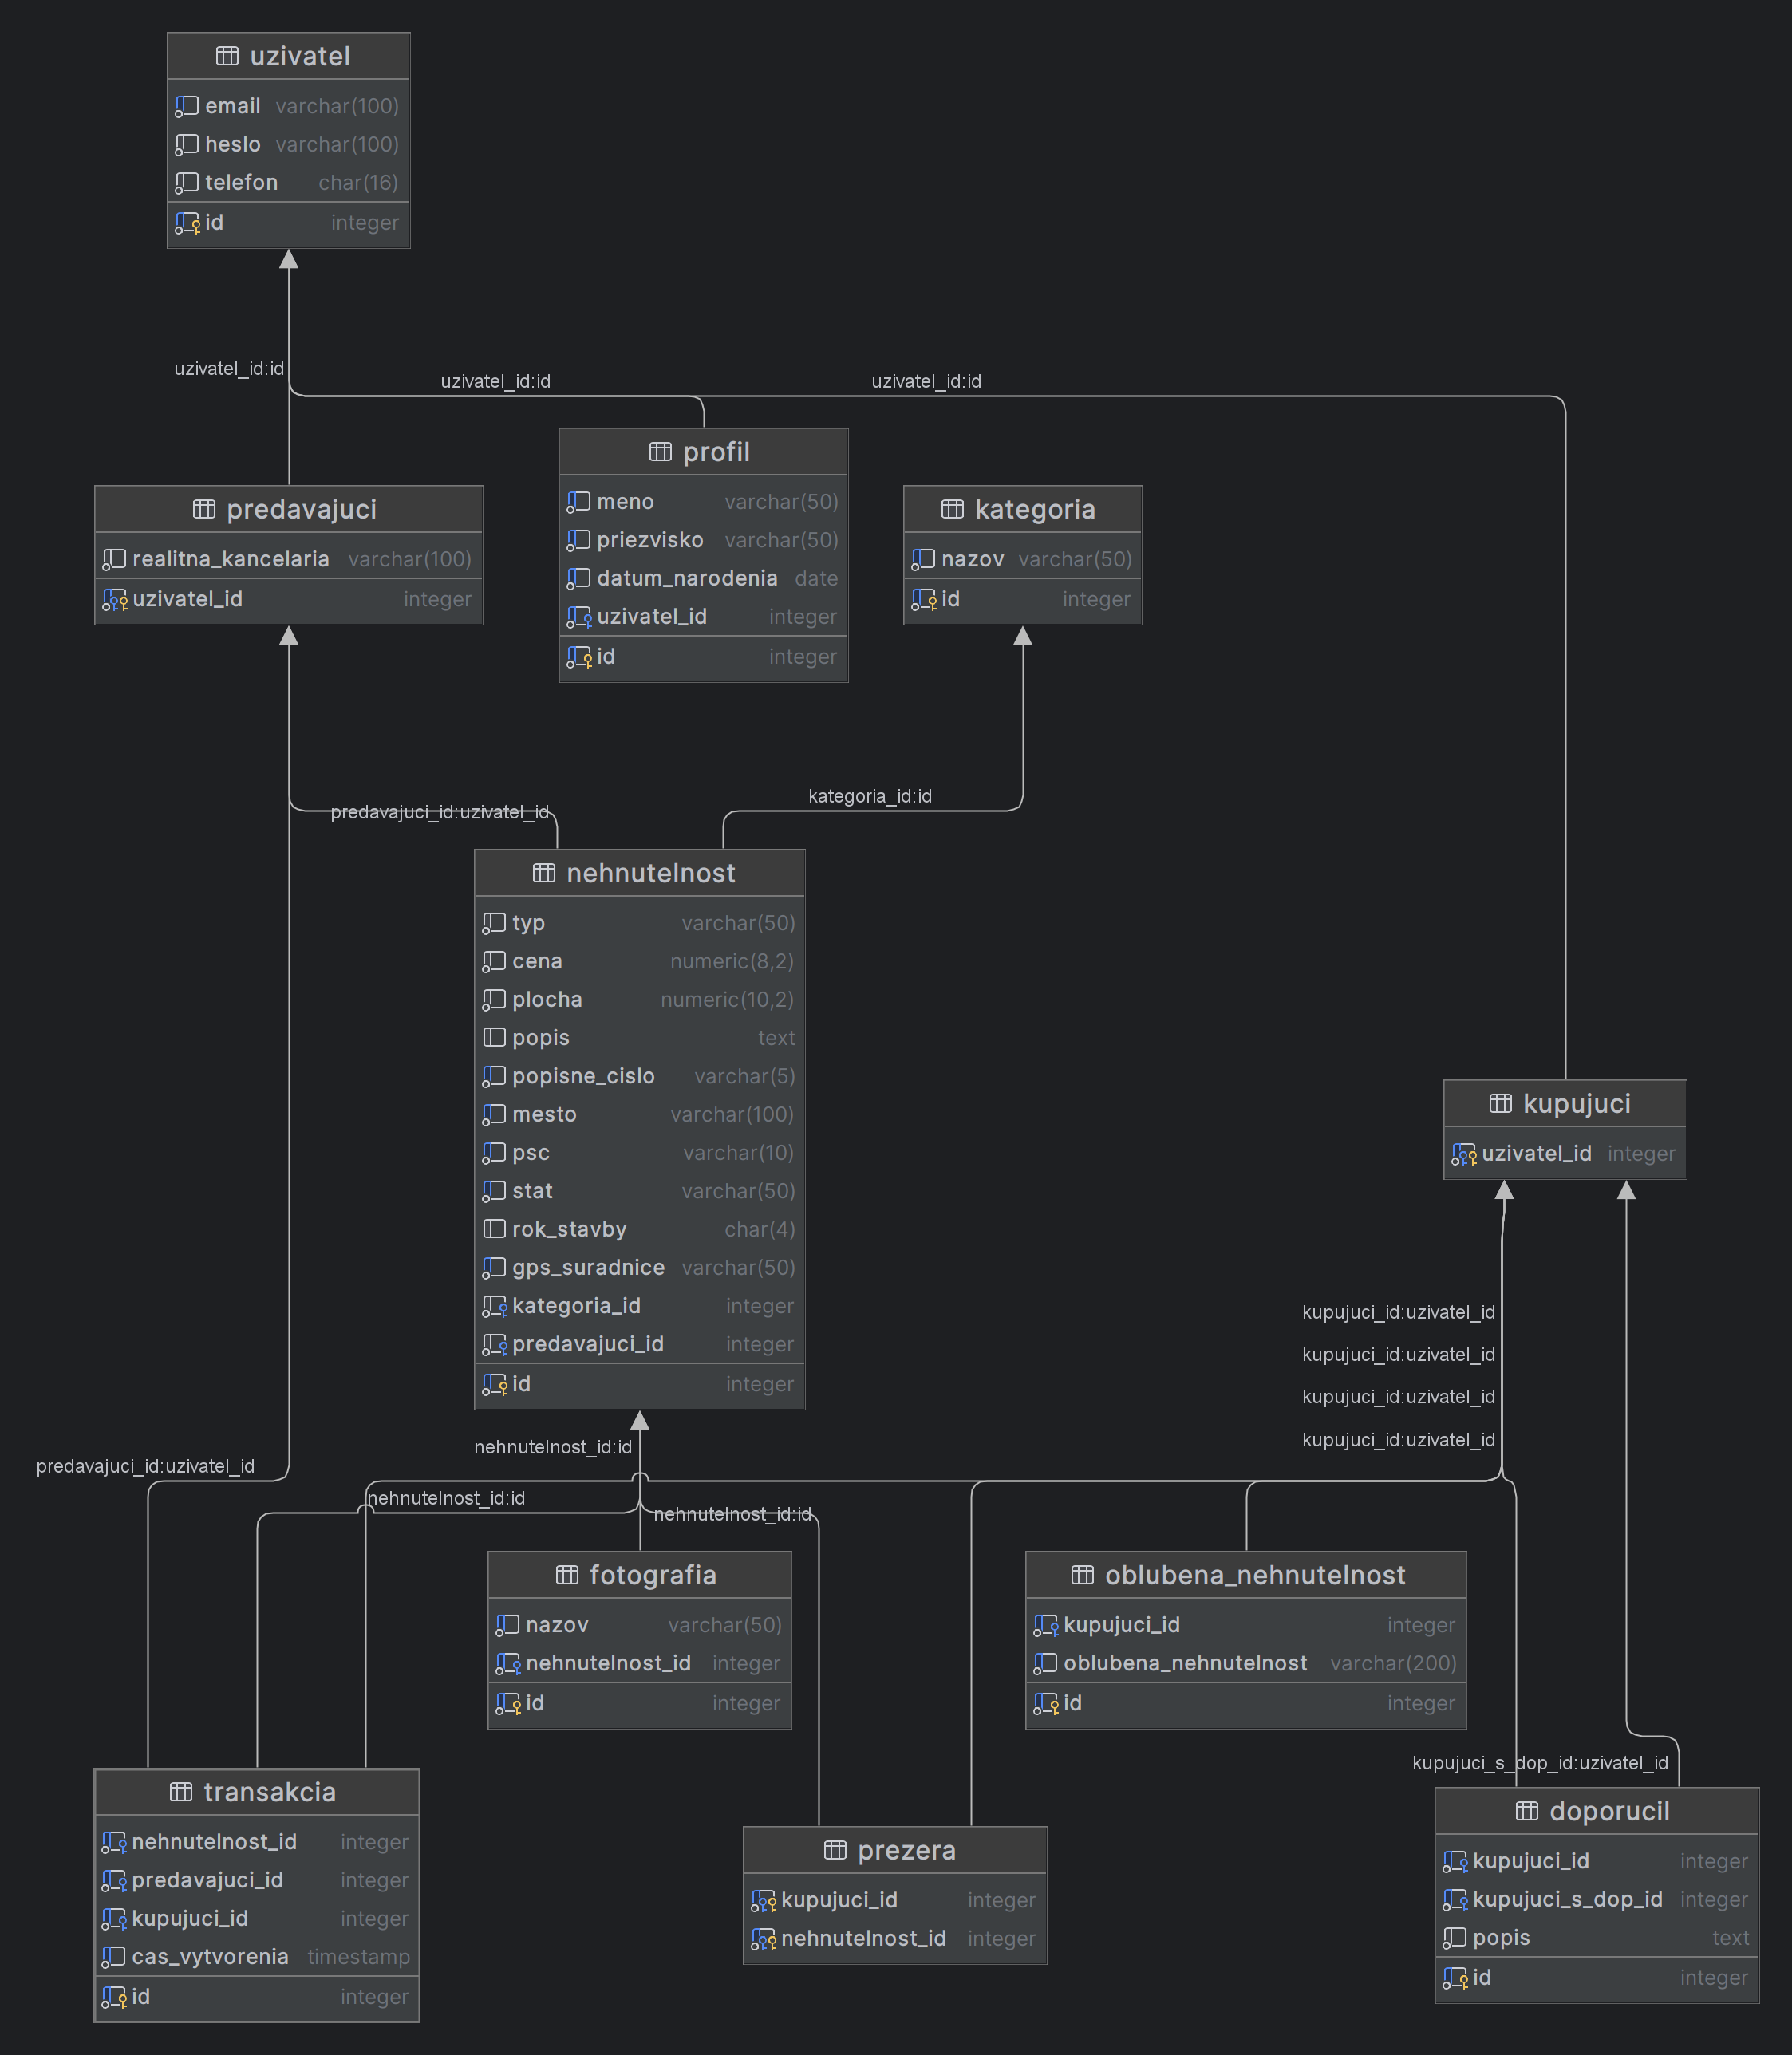 uzivatel
email varchar(100)
heslo varchar(100)
telefon char(16)
id integer
uzivatel_id:id
uzivatel_id:id
uzivatel_id:id
profil
meno varchar(50)
priezvisko varchar(50)
datum_narodenia date
uzivatel_id integer
id integer
predavajuci
realitna_kancelaria varchar(100)
uzivatel_id integer
kategoria
nazov varchar(50)
id integer
predavajuci_id:uzivatel_id
kategoria_id:id
nehnutelnost
typ varchar(50)
cena numeric(8,2)
plocha numeric(10,2)
popis text
popisne_cislo varchar(5)
mesto varchar(100)
psc varchar(10)
stat varchar(50)
rok_stavby char(4)
gps_suradnice varchar(50)
kategoria_id integer
predavajuci_id integer
id integer
kupujuci
uzivatel_id integer
kupujuci_id:uzivatel_id
kupujuci_id:uzivatel_id
kupujuci_id:uzivatel_id
kupujuci_id:uzivatel_id
nehnutelnost_id:id
predavajuci_id:uzivatel_id
nehnutelnost_id:id
nehnutelnost_id:id
fotografia
nazov varchar(50)
nehnutelnost_id integer
id integer
oblubena_nehnutelnost
kupujuci_id integer
oblubena_nehnutelnost varchar(200)
id integer
kupujuci_s_dop_id:uzivatel_id
transakcia
nehnutelnost_id integer
predavajuci_id integer
kupujuci_id integer
cas_vytvorenia timestamp
id integer
prezera
kupujuci_id integer
nehnutelnost_id integer
doporucil
kupujuci_id integer
kupujuci_s_dop_id integer
popis text
id integer